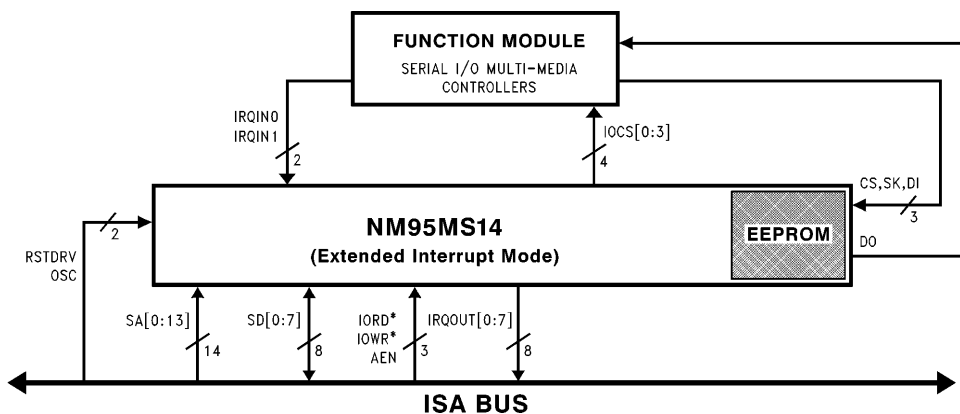 FUNCTION MODULE
SERIAL I/O MULTI-MEDIA
CONTROLLERS
IRQIN0
IRQIN1
2
IOCS[0:3]
4
CS,SK,DI
3
DO
NM95MS14
(Extended Interrupt Mode)
EEPROM
2
RSTDRV
OSC
SA[0:13]
14
SD[0:7]
8
IORD*
IOWR*
AEN
3
IRQOUT[0:7]
8
ISA BUS